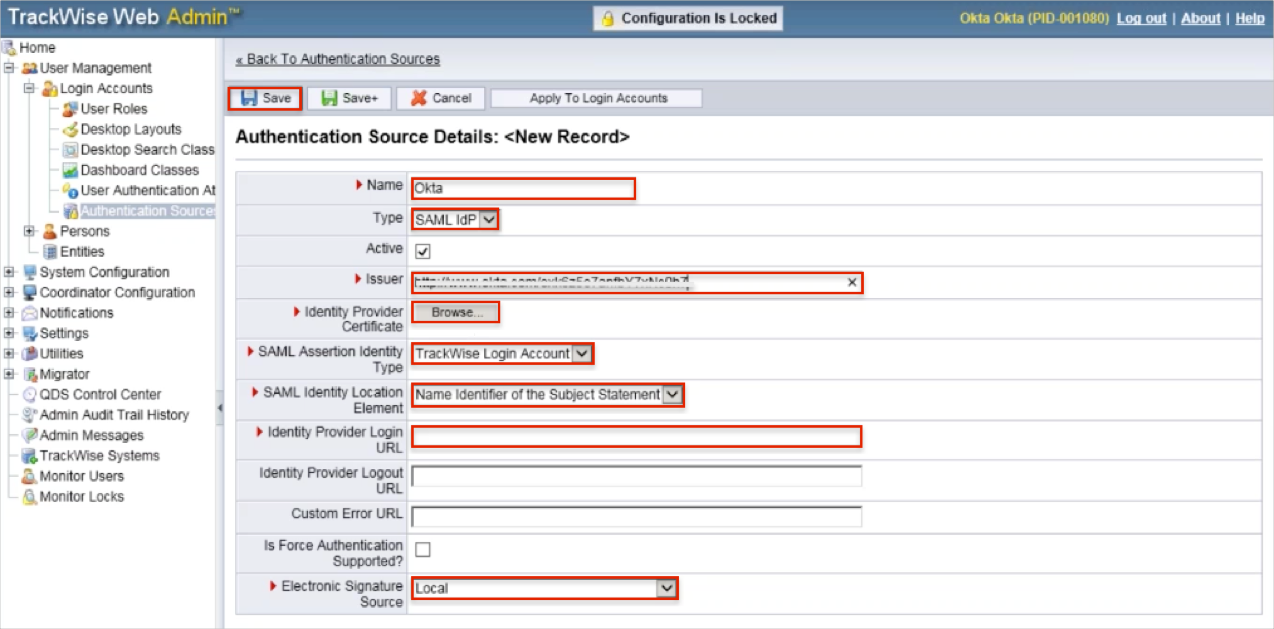 TrackWise Web Admin™
Configuration Is Locked
Okta Okta (PID-001080) Log out | About | Help
Home
User Management
Login Accounts
User Roles
Desktop Layouts
Desktop Search Class
Dashboard Classes
User Authentication At
Authentication Source
Persons
Entities
System Configuration
Coordinator Configuration
Notifications
Settings
Utilities
Migrator
QDS Control Center
Admin Audit Trail History
Admin Messages
TrackWise Systems
Monitor Users
Monitor Locks
« Back To Authentication Sources
Save
Save+
Cancel
Apply To Login Accounts
Authentication Source Details: <New Record>
Name
Okta
Type
SAML IdP
Active
Issuer
Identity Provider
Certificate
Browse...
SAML Assertion Identity
Type
TrackWise Login Account
SAML Identity Location
Element
Name Identifier of the Subject Statement
Identity Provider Login
URL
Identity Provider Logout
URL
Custom Error URL
Is Force Authentication
Supported?
Electronic Signature
Source
Local